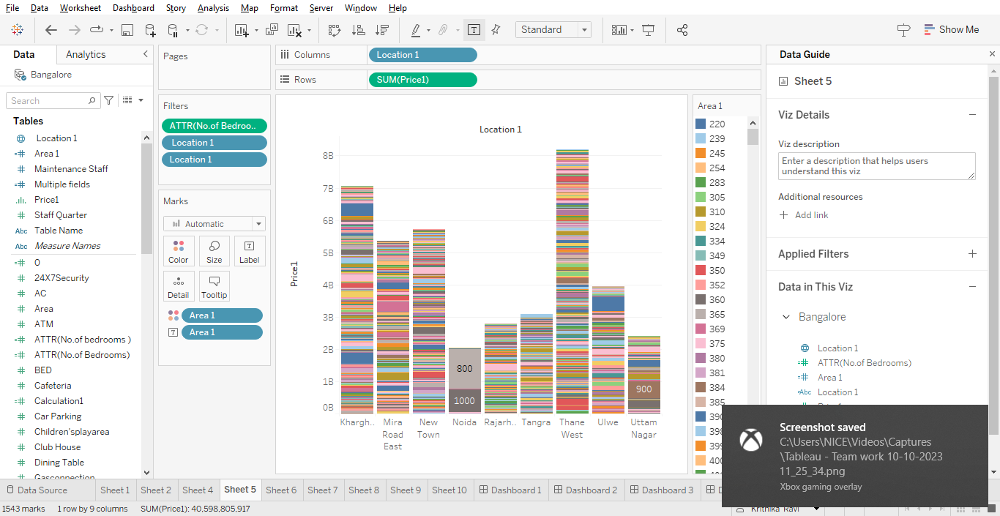 File Data Worksheet Dashboard Story Analysis Map Format Server Window Help
Standard
Show Me
Data Analytics
Bangalore
Search
Tables
Location 1
Area 1
Maintenance Staff
Multiple fields
Price1
Staff Quarter
Abc Table Name
Abc Measure Names
0
24X7Security
AC
Area
ATM
ATTR(No.of bedrooms )
ATTR(No.of Bedrooms)
BED
Cafeteria
Calculation1
Car Parking
Children'splayarea
Club House
Dining Table
Gasconnection
Pages
Filters
ATTR(No.of Bedroo..
Location 1
Location 1
Marks
Automatic
Color Size Label
Detail Tooltip
Area 1
Area 1
Columns Location 1
Rows SUM(Price1)
Location 1
Price1
8B
7B
6B
5B
4B
3B
2B
1B
0B
800
1000
900
Khargh..
Mira
Road
East
New
Town
Noida
Rajarh..
Tangra
Thane
West
Ulwe
Uttam
Nagar
Area 1
220
239
245
254
283
305
310
324
334
349
350
352
360
365
369
375
380
381
384
385
390
398
399
400
Data Guide
Sheet 5
Viz Details
Viz description
Enter a description that helps users
understand this viz
Additional resources
Add link
Applied Filters
Data in This Viz
Bangalore
Location 1
ATTR(No.of Bedrooms)
Area 1
Abc Location 1
Screenshot saved
C:\Users\NICE\Videos\Captures
\Tableau - Team work 10-10-2023
11_25_34.png
Xbox gaming overlay
Data Source Sheet 1 Sheet 2 Sheet 4 Sheet 5 Sheet 6 Sheet 7 Sheet 8 Sheet 9 Sheet 10 Dashboard 1 Dashboard 2 Dashboard 3
1543 marks 1 row by 9 columns SUM(Price1): 40,598,805,917
Krithika Ravi